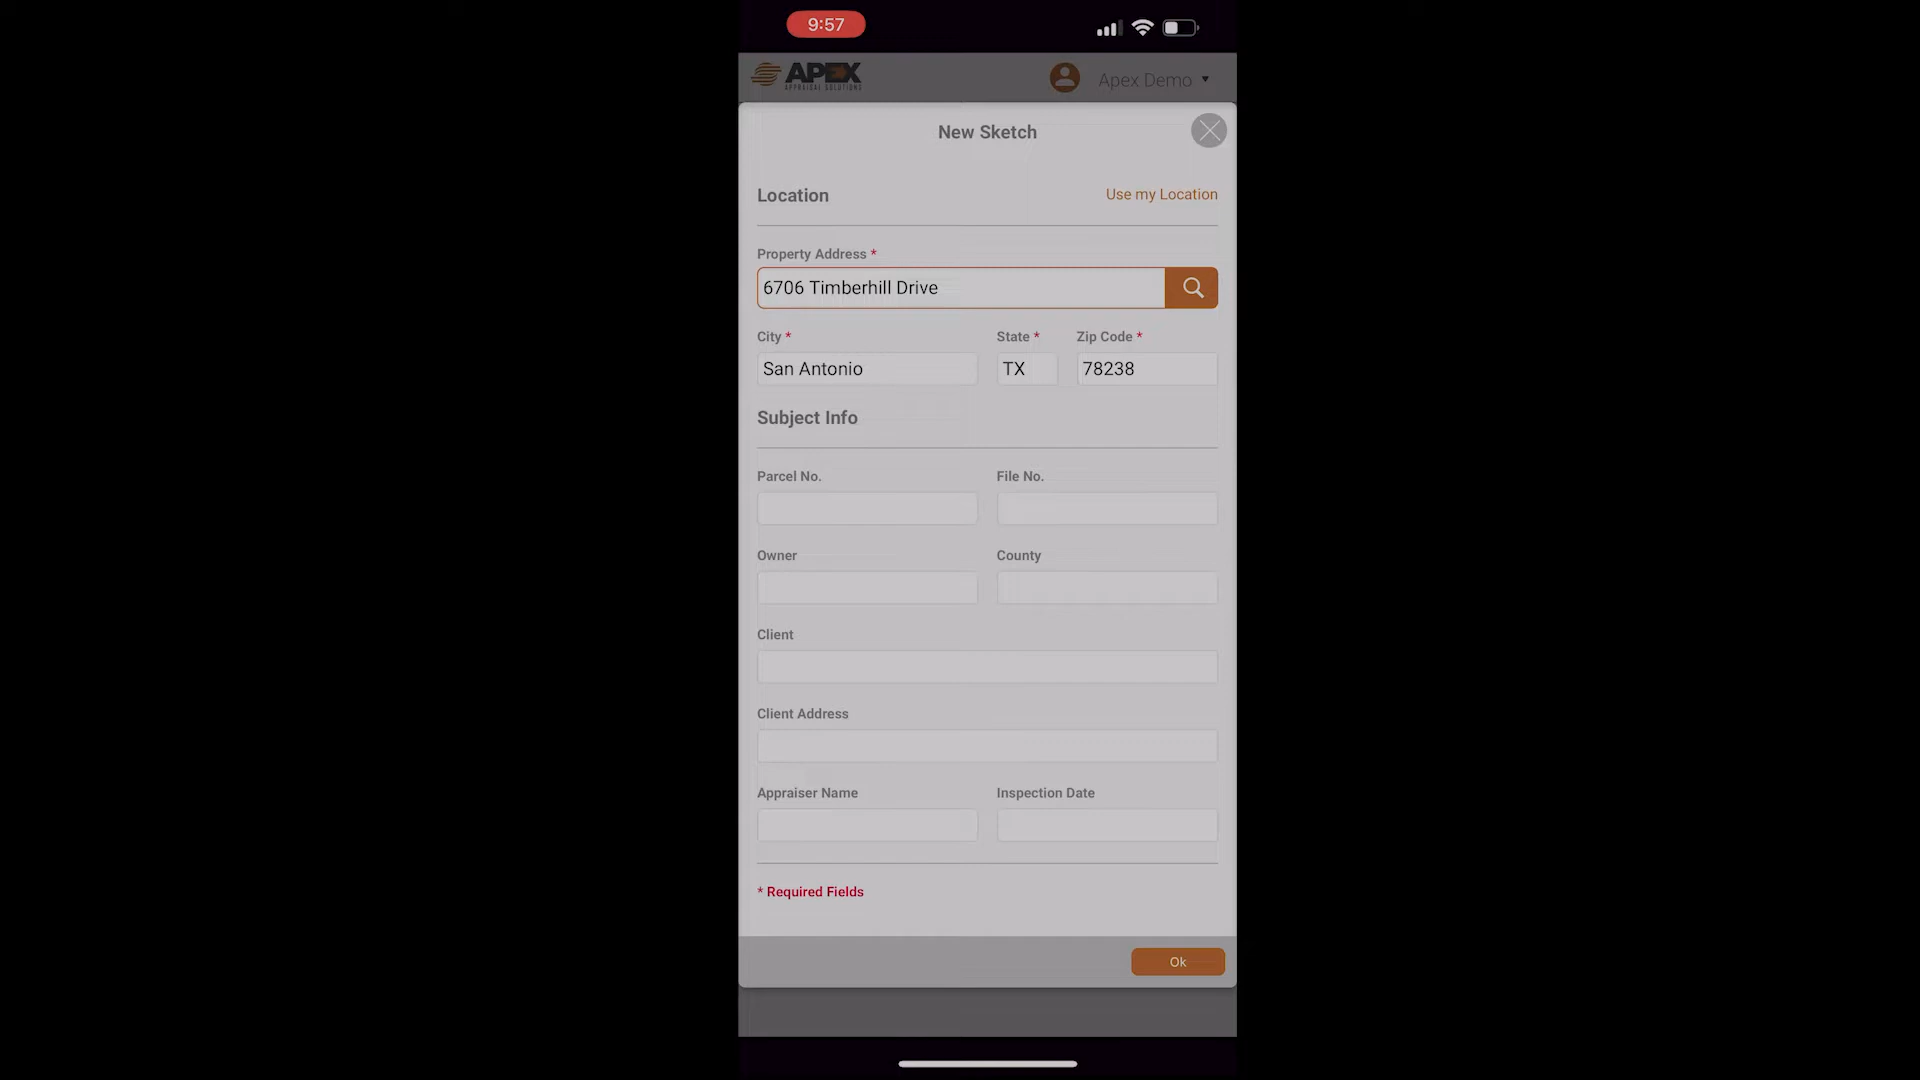 9:57
APEX
APPRAISAL SOLUTIONS
Apex Demo
New Sketch
Location
Use my Location
Property Address *
6706 Timberhill Drive
City *
State *
Zip Code *
San Antonio
TX
78238
Subject Info
Parcel No.
File No.
Owner
County
Client
Client Address
Appraiser Name
Inspection Date
* Required Fields
Ok